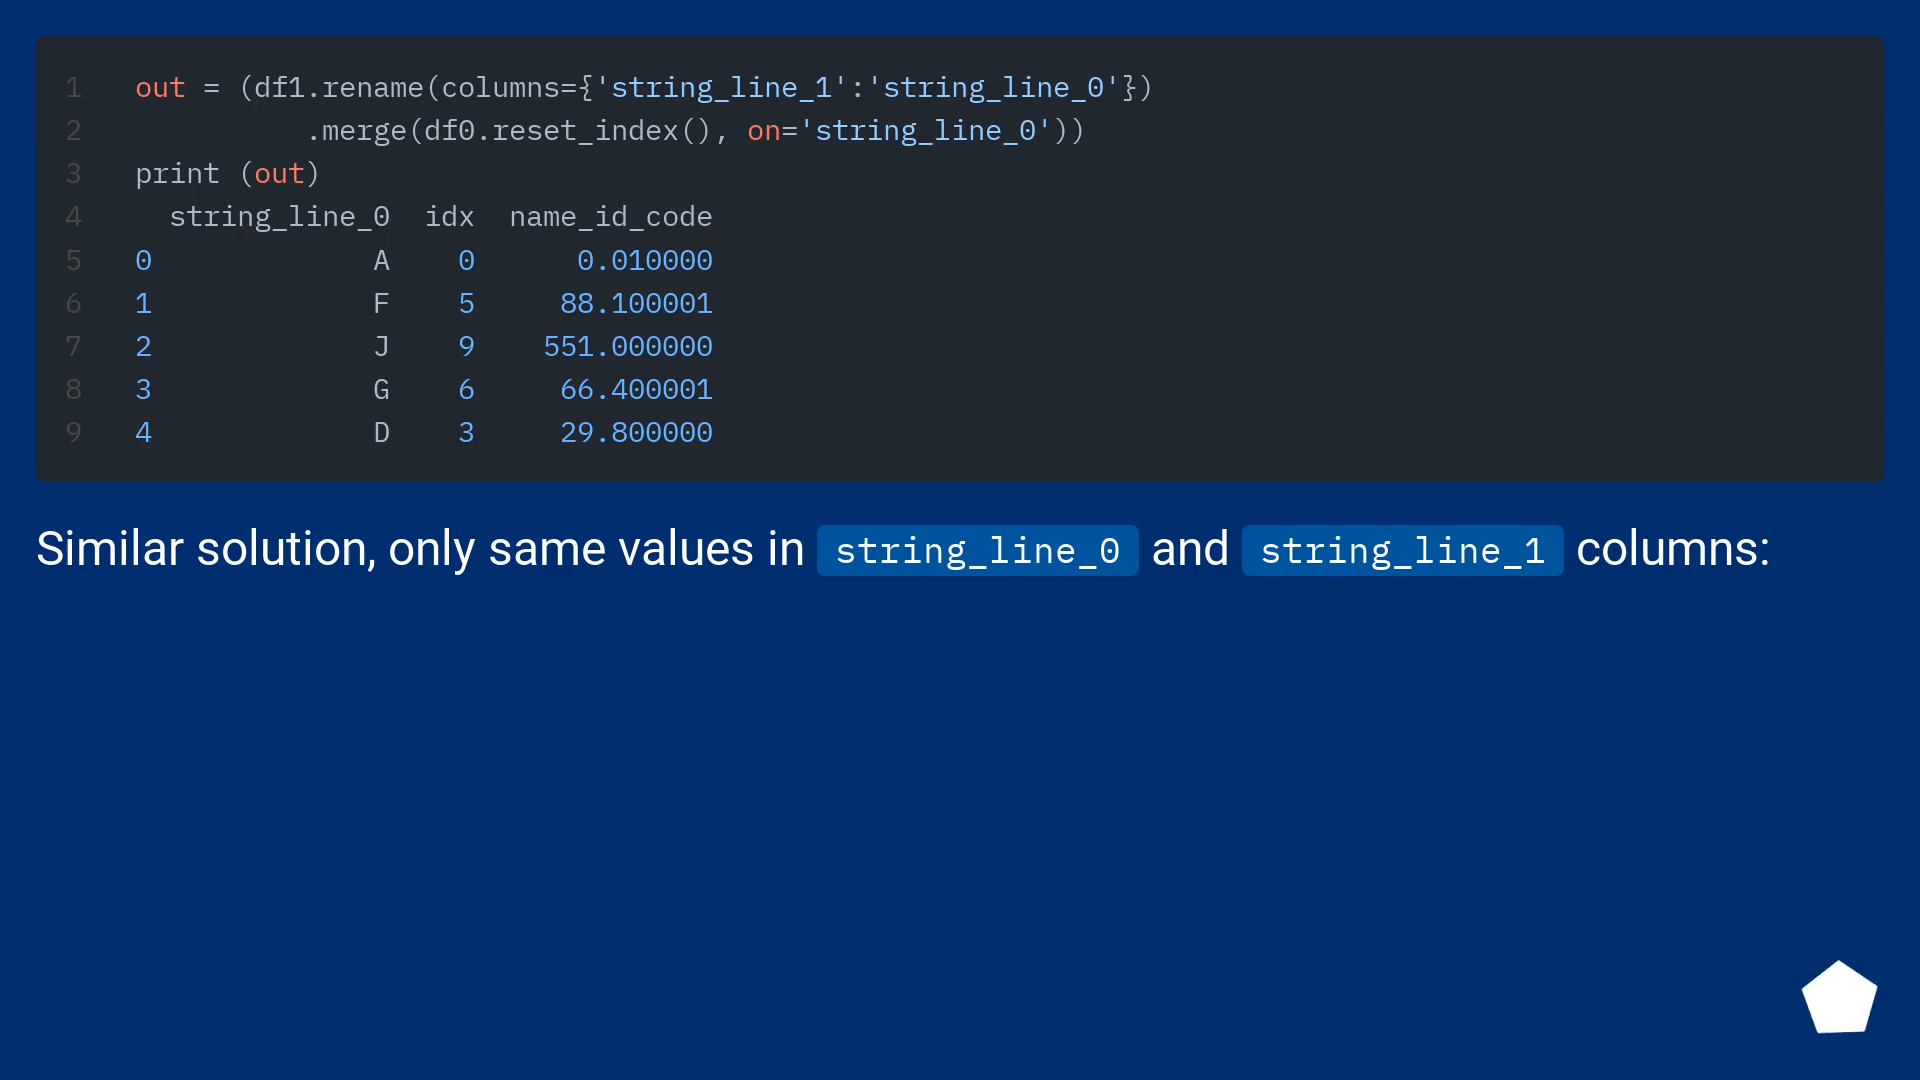 1 out = (df1.rename(columns={'string_line_1':'string_line_0'})
2 .merge(df0.reset_index(), on='string_line_0'))
3 print (out)
4 string_line_0 idx name_id_code
5 0 A 0 0.010000
6 1 F 5 88.100001
7 2 J 9 551.000000
8 3 G 6 66.400001
9 4 D 3 29.800000
Similar solution, only same values in string_line_0 and string_line_1 columns: